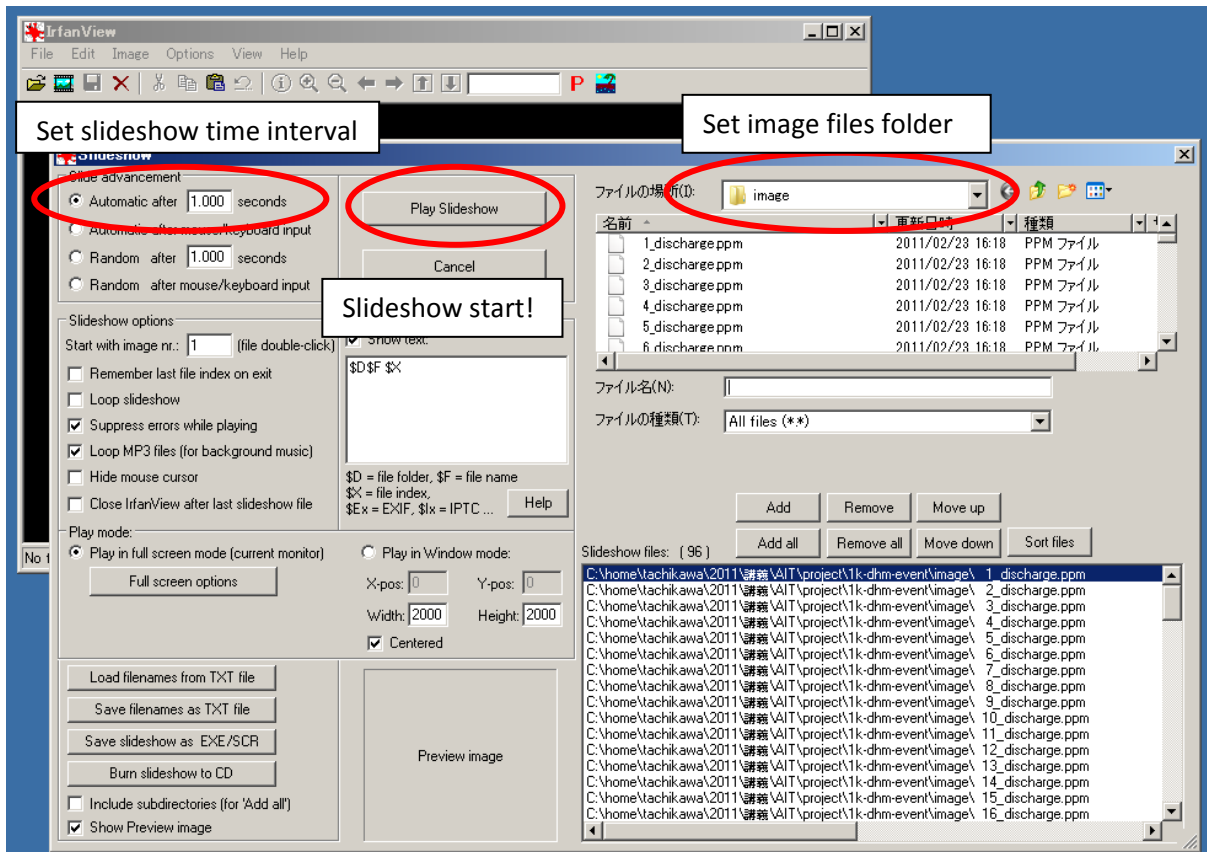 IrfanView
File Edit Image Options View Help
P
Set slideshow time interval
Set image files folder
Slideshow
Slide advancement
Automatic after 1.000 seconds
Automatic after mouse/keyboard input
Random after 1.000 seconds
Random after mouse/keyboard input
Play Slideshow
Cancel
Slideshow start!
Slideshow options
Start with image nr.: 1 (file double-click)
Remember last file index on exit
Loop slideshow
Suppress errors while playing
Loop MP3 files (for background music)
Hide mouse cursor
Close IrfanView after last slideshow file
Show text:
$D$F $X
$D = file folder, $F = file name
$X = file index,
$Ex = EXIF, $Ix = IPTC ...
Help
Play mode:
Play in full screen mode (current monitor)
Full screen options
Play in Window mode:
X-pos: 0 Y-pos: 0
Width: 2000 Height: 2000
Centered
Load filenames from TXT file
Save filenames as TXT file
Save slideshow as EXE/SCR
Burn slideshow to CD
Include subdirectories (for 'Add all')
Show Preview image
Preview image
ファイルの場所(I): image
名前 更新日時 種類
1_discharge.ppm 2011/02/23 16:18 PPM ファイル
2_discharge.ppm 2011/02/23 16:18 PPM ファイル
3_discharge.ppm 2011/02/23 16:18 PPM ファイル
4_discharge.ppm 2011/02/23 16:18 PPM ファイル
5_discharge.ppm 2011/02/23 16:18 PPM ファイル
6_discharge.ppm 2011/02/23 16:18 PPM ファイル
ファイル名(N):
ファイルの種類(T): All files (*.*)
Add Remove Move up
Slideshow files: ( 96 ) Add all Remove all Move down Sort files
C:\home\tachikawa\2011\講義\AIT\project\1k-dhm-event\image\ 1_discharge.ppm
C:\home\tachikawa\2011\講義\AIT\project\1k-dhm-event\image\ 2_discharge.ppm
C:\home\tachikawa\2011\講義\AIT\project\1k-dhm-event\image\ 3_discharge.ppm
C:\home\tachikawa\2011\講義\AIT\project\1k-dhm-event\image\ 4_discharge.ppm
C:\home\tachikawa\2011\講義\AIT\project\1k-dhm-event\image\ 5_discharge.ppm
C:\home\tachikawa\2011\講義\AIT\project\1k-dhm-event\image\ 6_discharge.ppm
C:\home\tachikawa\2011\講義\AIT\project\1k-dhm-event\image\ 7_discharge.ppm
C:\home\tachikawa\2011\講義\AIT\project\1k-dhm-event\image\ 8_discharge.ppm
C:\home\tachikawa\2011\講義\AIT\project\1k-dhm-event\image\ 9_discharge.ppm
C:\home\tachikawa\2011\講義\AIT\project\1k-dhm-event\image\ 10_discharge.ppm
C:\home\tachikawa\2011\講義\AIT\project\1k-dhm-event\image\ 11_discharge.ppm
C:\home\tachikawa\2011\講義\AIT\project\1k-dhm-event\image\ 12_discharge.ppm
C:\home\tachikawa\2011\講義\AIT\project\1k-dhm-event\image\ 13_discharge.ppm
C:\home\tachikawa\2011\講義\AIT\project\1k-dhm-event\image\ 14_discharge.ppm
C:\home\tachikawa\2011\講義\AIT\project\1k-dhm-event\image\ 15_discharge.ppm
C:\home\tachikawa\2011\講義\AIT\project\1k-dhm-event\image\ 16_discharge.ppm
No